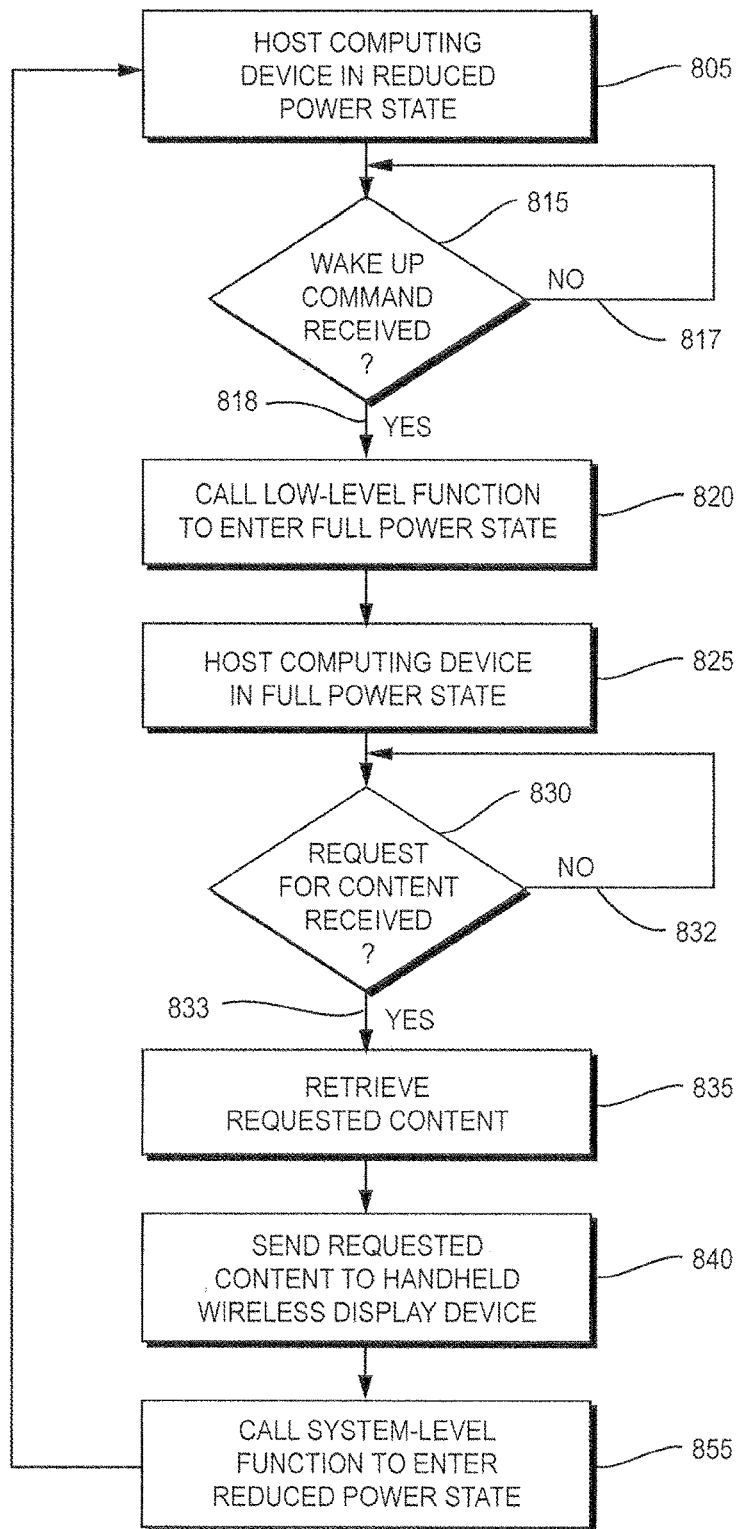 HOST COMPUTING
DEVICE IN REDUCED
POWER STATE
805
815
WAKE UP
COMMAND
RECEIVED
?
NO
817
818
YES
CALL LOW-LEVEL FUNCTION
TO ENTER FULL POWER STATE
820
HOST COMPUTING DEVICE
IN FULL POWER STATE
825
830
REQUEST
FOR CONTENT
RECEIVED
?
NO
832
833
YES
RETRIEVE
REQUESTED CONTENT
835
SEND REQUESTED
CONTENT TO HANDHELD
WIRELESS DISPLAY DEVICE
840
CALL SYSTEM-LEVEL
FUNCTION TO ENTER
REDUCED POWER STATE
855